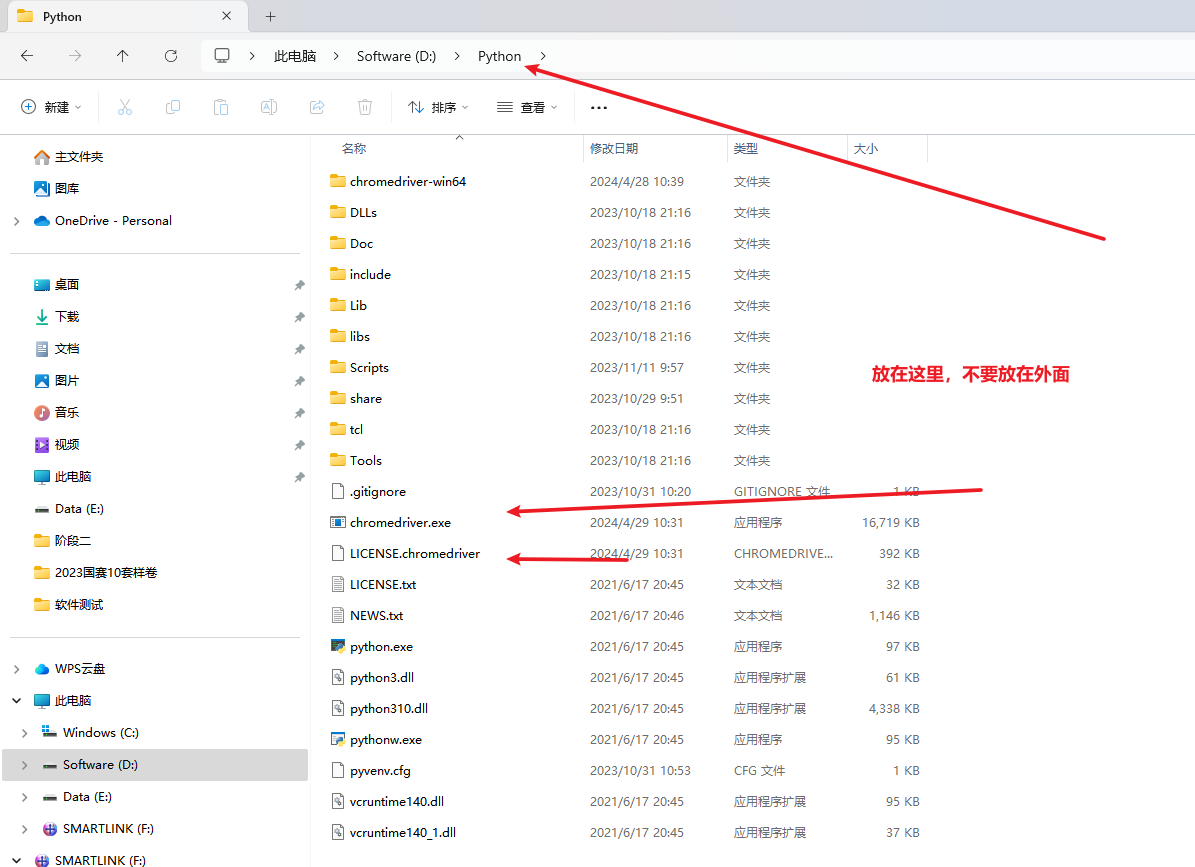 Python
此电脑 Software (D:) Python
新建 排序 查看
名称 修改日期 类型 大小
主文件夹
图库
OneDrive - Personal
桌面
下载
文档
图片
音乐
视频
此电脑
Data (E:)
阶段二
2023国赛10套样卷
软件测试
WPS云盘
此电脑
Windows (C:)
Software (D:)
Data (E:)
SMARTLINK (F:)
SMARTLINK (F:)
chromedriver-win64 2024/4/28 10:39 文件夹
DLLs 2023/10/18 21:16 文件夹
Doc 2023/10/18 21:16 文件夹
include 2023/10/18 21:15 文件夹
Lib 2023/10/18 21:16 文件夹
libs 2023/10/18 21:16 文件夹
Scripts 2023/11/11 9:57 文件夹
share 2023/10/29 9:51 文件夹
tcl 2023/10/18 21:16 文件夹
Tools 2023/10/18 21:16 文件夹
.gitignore 2023/10/31 10:20 GITIGNORE 文件 1 KB
chromedriver.exe 2024/4/29 10:31 应用程序 16,719 KB
LICENSE.chromedriver 2024/4/29 10:31 CHROMEDRIVE... 392 KB
LICENSE.txt 2021/6/17 20:45 文本文档 32 KB
NEWS.txt 2021/6/17 20:46 文本文档 1,146 KB
python.exe 2021/6/17 20:45 应用程序 97 KB
python3.dll 2021/6/17 20:45 应用程序扩展 61 KB
python310.dll 2021/6/17 20:45 应用程序扩展 4,338 KB
pythonw.exe 2021/6/17 20:45 应用程序 95 KB
pyvenv.cfg 2023/10/31 10:53 CFG 文件 1 KB
vcruntime140.dll 2021/6/17 20:45 应用程序扩展 95 KB
vcruntime140_1.dll 2021/6/17 20:45 应用程序扩展 37 KB
放在这里，不要放在外面